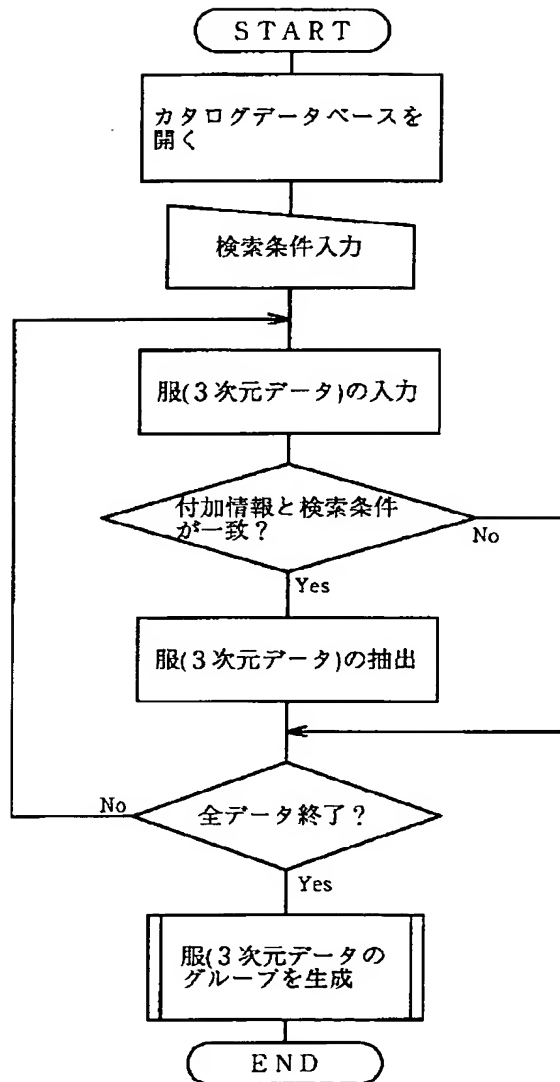 START
カタログデータベースを
開く
検索条件入力
服(3次元データ)の入力
付加情報と検索条件
が一致?
No
Yes
服(3次元データ)の抽出
No
全データ終了?
Yes
服(3次元データの
グループを生成
END